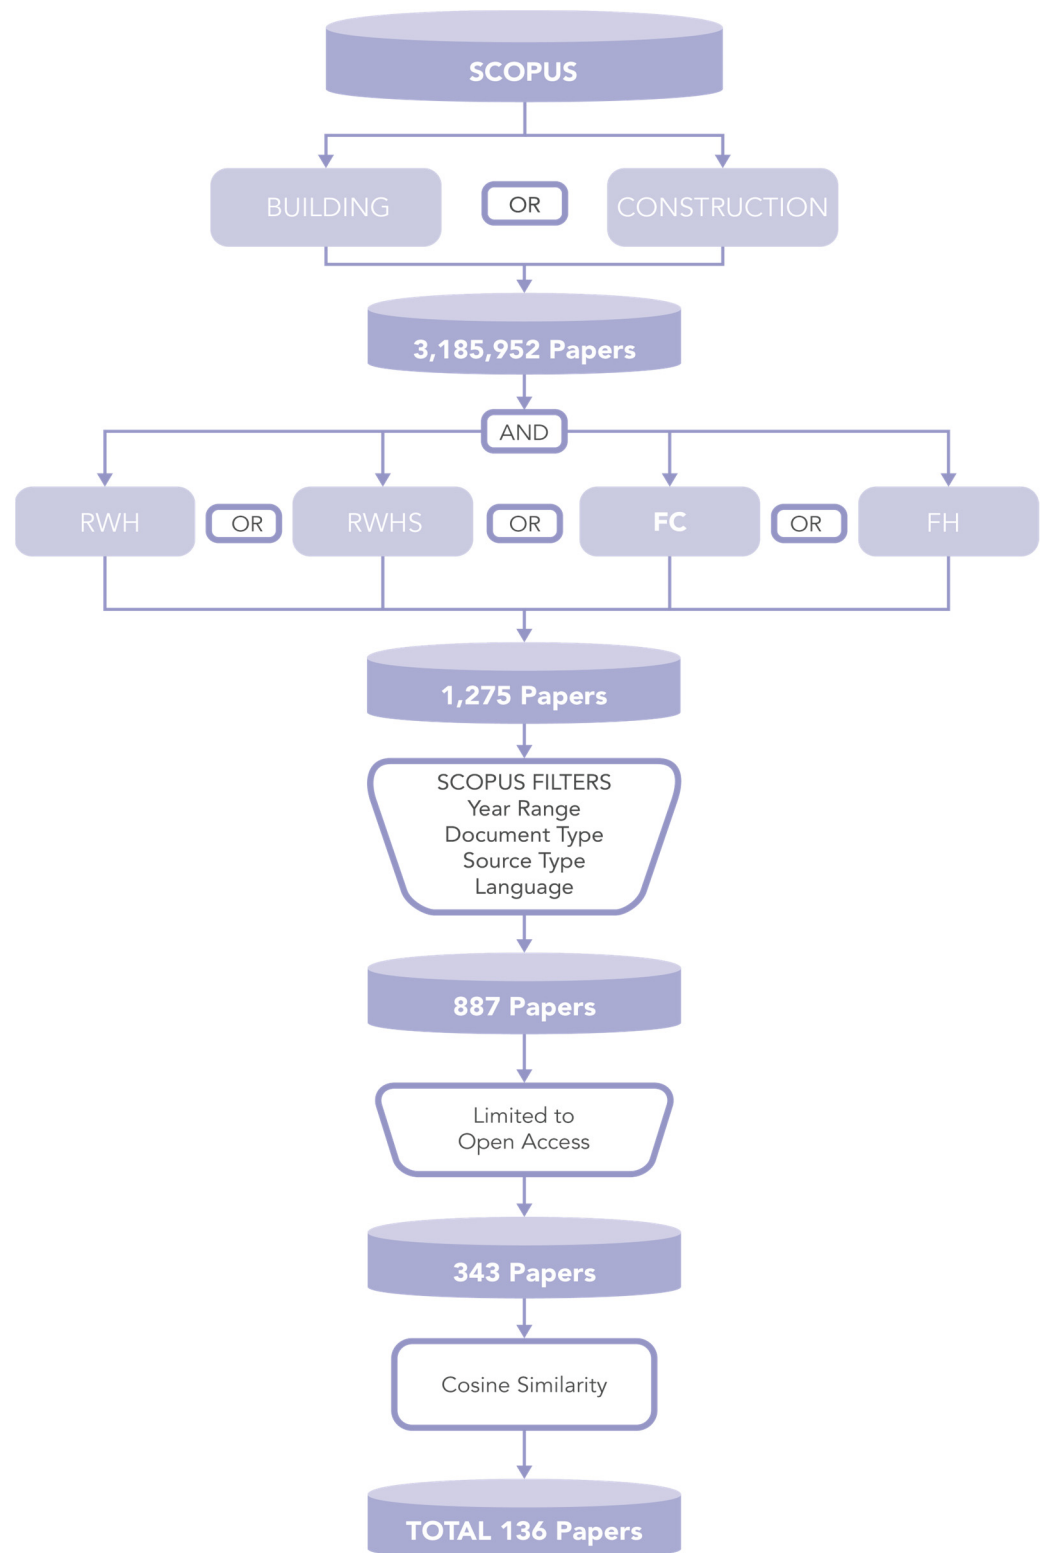 SCOPUS
BUILDING
OR
CONSTRUCTION
3,185,952 Papers
AND
RWH
OR
RWHS
OR
FC
OR
FH
1,275 Papers
SCOPUS FILTERS
Year Range
Document Type
Source Type
Language
887 Papers
Limited to
Open Access
343 Papers
Cosine Similarity
TOTAL 136 Papers